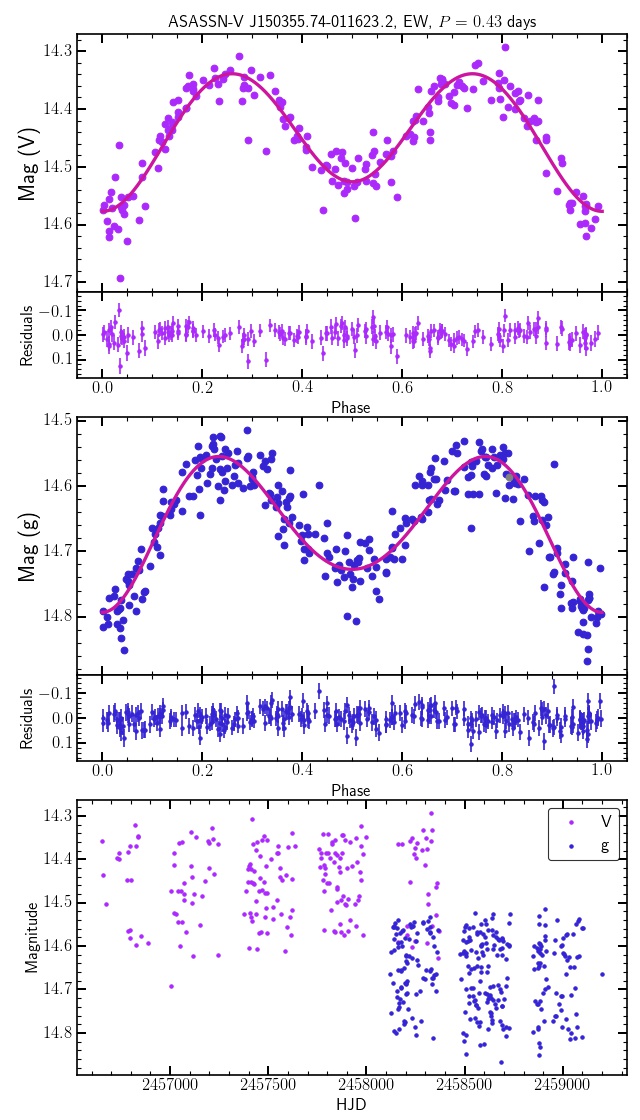 ASASSN-V J150355.74-011623.2, EW, P = 0.43 days
14.3
14.4
14.5
14.6
14.7
Mag (V)
−0.1
0.0
0.1
Residuals
0.0 0.2 0.4 0.6 0.8 1.0
Phase
14.5
14.6
14.7
14.8
Mag (g)
−0.1
0.0
0.1
Residuals
0.0 0.2 0.4 0.6 0.8 1.0
Phase
14.3
14.4
14.5
14.6
14.7
14.8
Magnitude
V
g
2457000 2457500 2458000 2458500 2459000
HJD